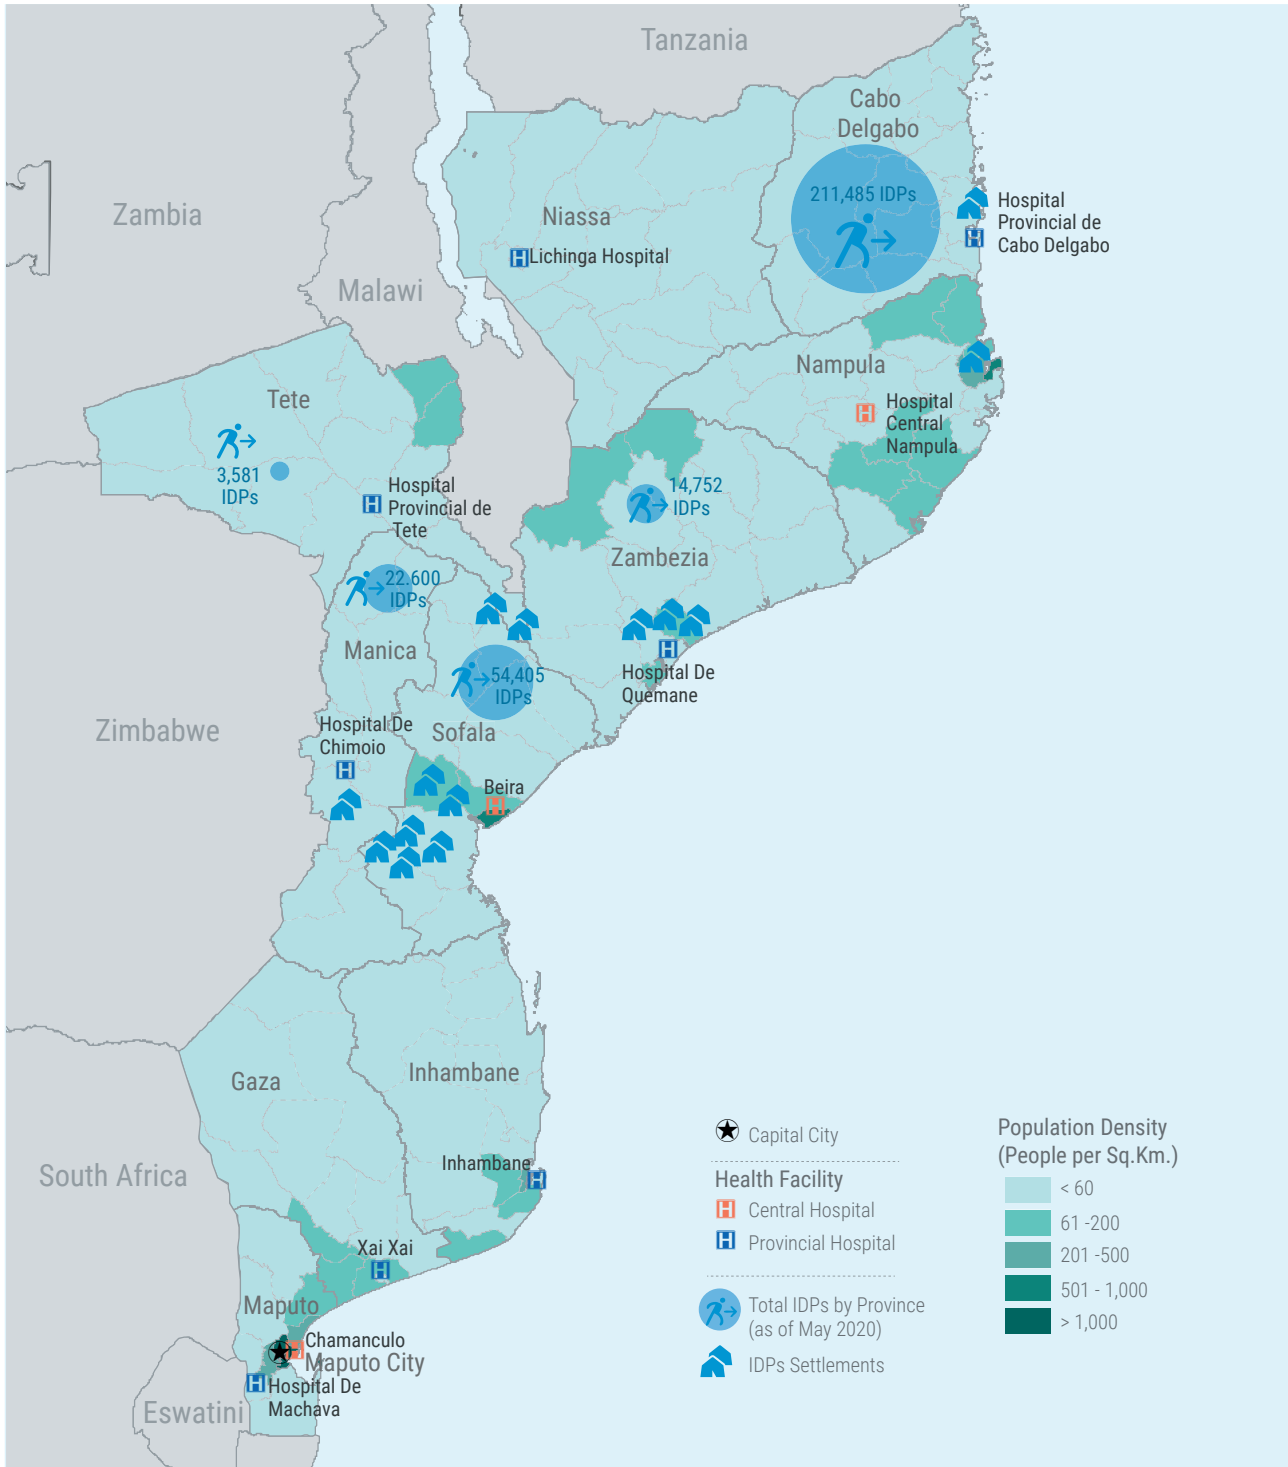 Tanzania
Cabo
Delgabo
211,485 IDPs
Hospital
Provincial de
Cabo Delgabo
Zambia
Niassa
Lichinga Hospital
Malawi
Nampula
Hospital
Central
Nampula
Tete
3,581
IDPs
Hospital
Provincial de
Tete
14,752
IDPs
Zambezia
22.600
IDPs
Manica
54,405
IDPs
Hospital De
Quemane
Zimbabwe
Hospital De
Chimoio
Sofala
Beira
Gaza
Inhambane
South Africa
Inhambane
Xai Xai
Maputo
Chamanculo
Maputo City
Hospital De
Machava
Eswatini
Capital City
Health Facility
Central Hospital
Provincial Hospital
Total IDPs by Province
(as of May 2020)
IDPs Settlements
Population Density
(People per Sq.Km.)
< 60
61 -200
201 -500
501 - 1,000
> 1,000